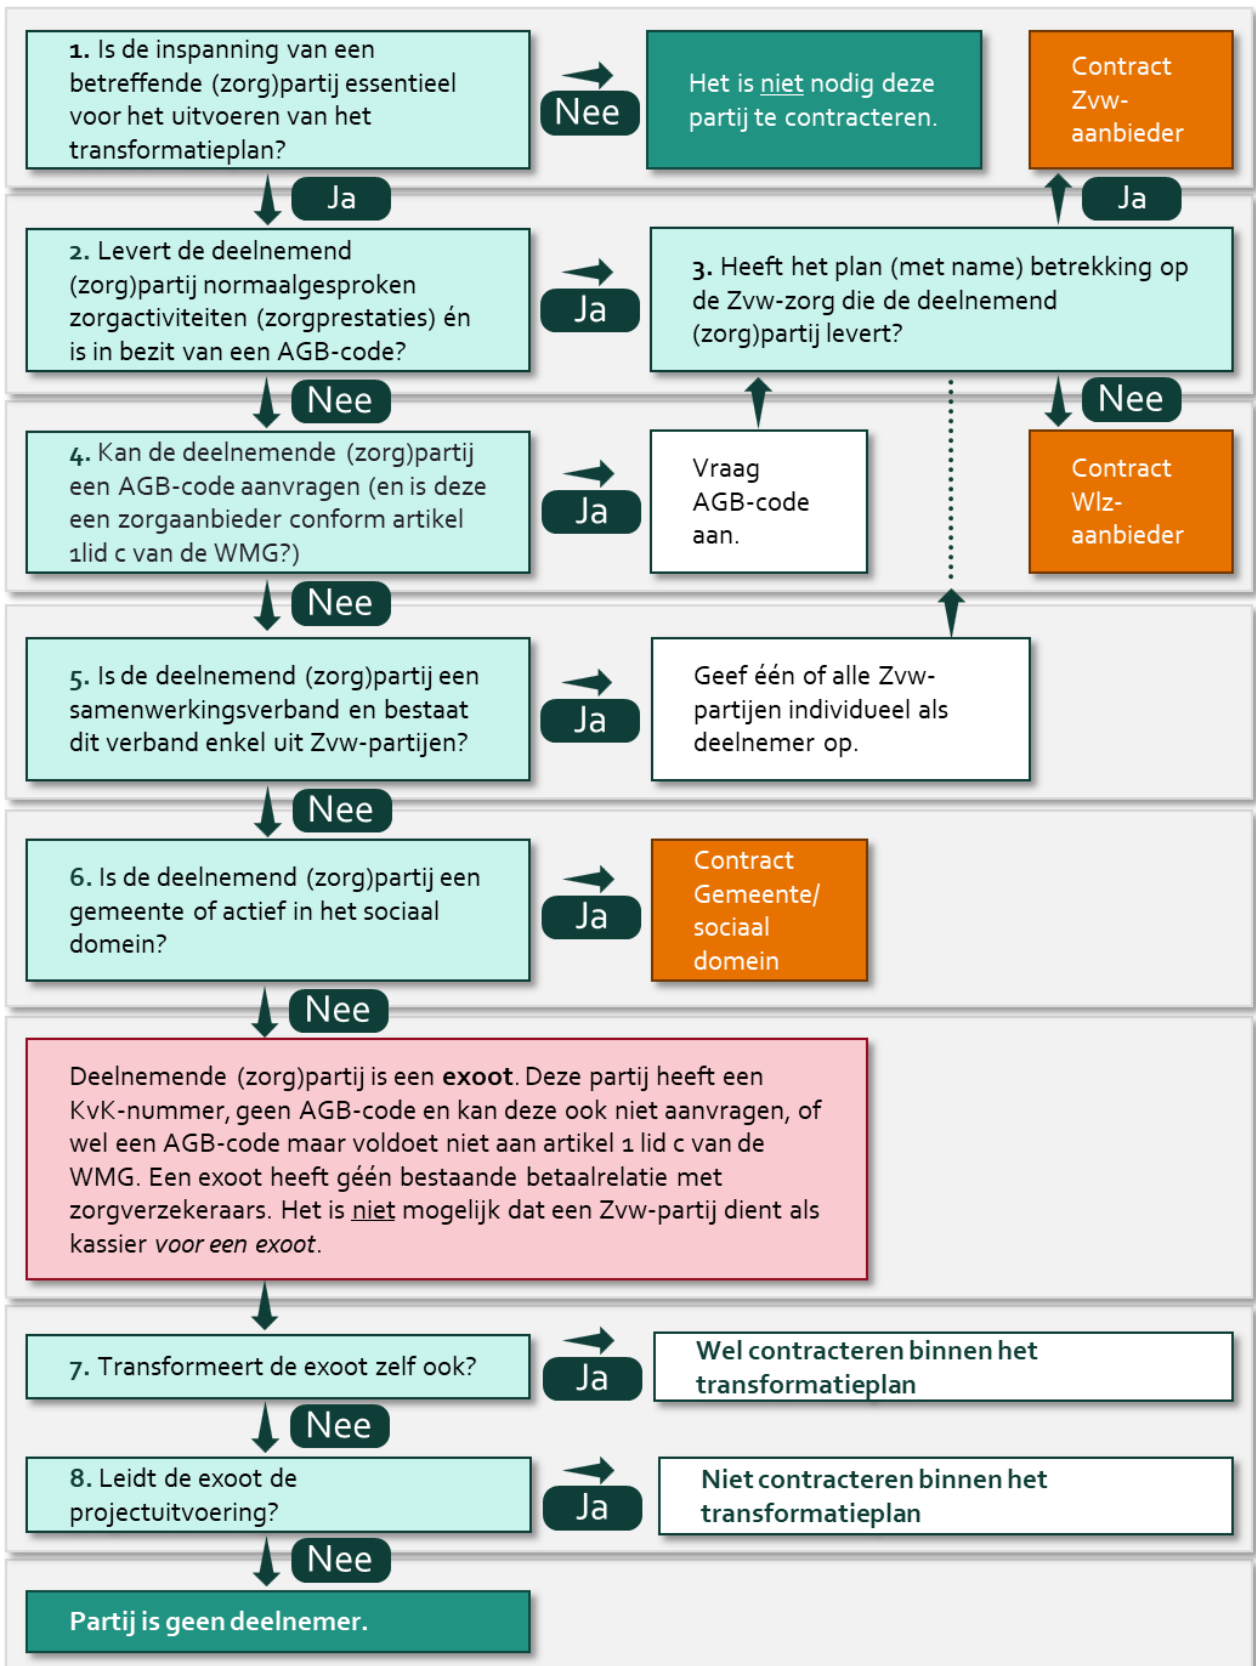 1. Is de inspanning van een
betreffende (zorg)partij essentieel
voor het uitvoeren van het
transformatieplan?
Nee
Het is niet nodig deze
partij te contracteren.
Contract
Zvw-
aanbieder
Ja
Ja
2. Levert de deelnemend
(zorg)partij normaalgesproken
zorgactiviteiten (zorgprestaties) én
is in bezit van een AGB-code?
Ja
3. Heeft het plan (met name) betrekking op
de Zvw-zorg die de deelnemend
(zorg)partij levert?
Nee
Nee
4. Kan de deelnemende (zorg)partij
een AGB-code aanvragen (en is deze
een zorgaanbieder conform artikel
1lid c van de WMG?)
Ja
Vraag
AGB-code
aan.
Contract
Wlz-
aanbieder
Nee
5. Is de deelnemend (zorg)partij een
samenwerkingsverband en bestaat
dit verband enkel uit Zvw-partijen?
Ja
Geef één of alle Zvw-
partijen individueel als
deelnemer op.
Nee
6. Is de deelnemend (zorg)partij een
gemeente of actief in het sociaal
domein?
Ja
Contract
Gemeente/
sociaal
domein
Nee
Deelnemende (zorg)partij is een exoot. Deze partij heeft een
KvK-nummer, geen AGB-code en kan deze ook niet aanvragen, of
wel een AGB-code maar voldoet niet aan artikel 1 lid c van de
WMG. Een exoot heeft géén bestaande betaalrelatie met
zorgverzekeraars. Het is niet mogelijk dat een Zvw-partij dient als
kassier voor een exoot.
7. Transformeert de exoot zelf ook?
Ja
Wel contracteren binnen het
transformatieplan
Nee
8. Leidt de exoot de
projectuitvoering?
Ja
Niet contracteren binnen het
transformatieplan
Nee
Partij is geen deelnemer.